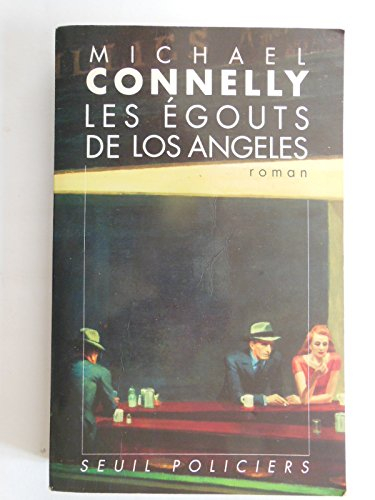 MICHAEL
CONNELLY
LES ÉGOUTS
DE LOS ANGELES
roman
SEUIL POLICIERS